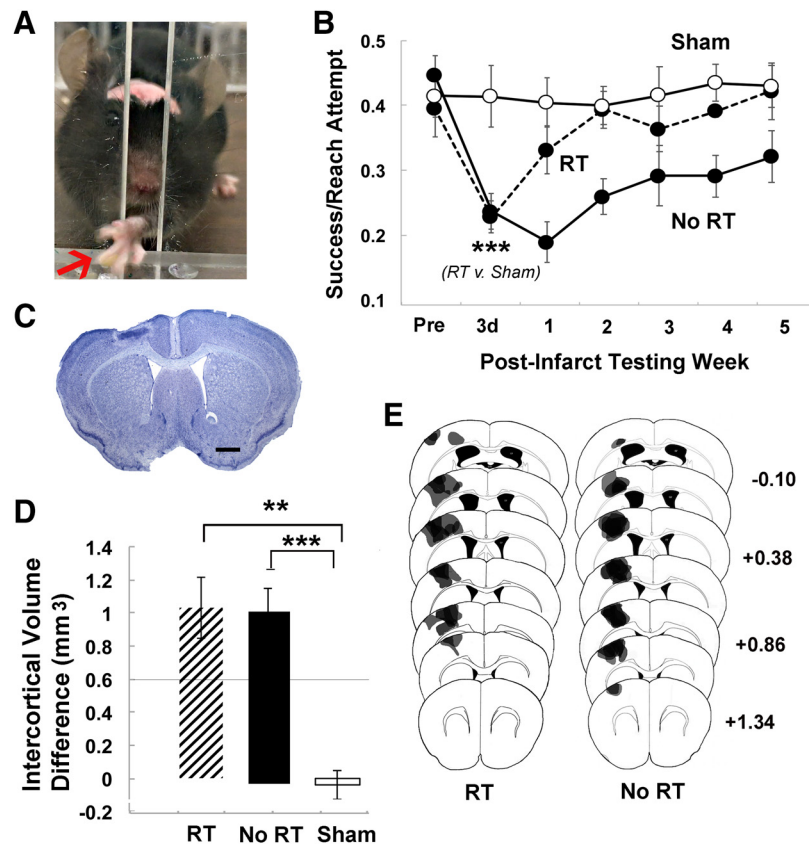 A
B
Success/Reach Attempt
0.5
0.4
0.3
0.2
0.1
Sham
RT
No RT
***
(RT v. Sham)
Pre 3d 1 2 3 4 5
Post-Infarct Testing Week
C
D
Intercortical Volume
Difference (mm³)
1.4
1.2
1
0.8
0.6
0.4
0.2
0
-0.2
**
***
RT No RT Sham
E
-0.10
+0.38
+0.86
+1.34
RT No RT